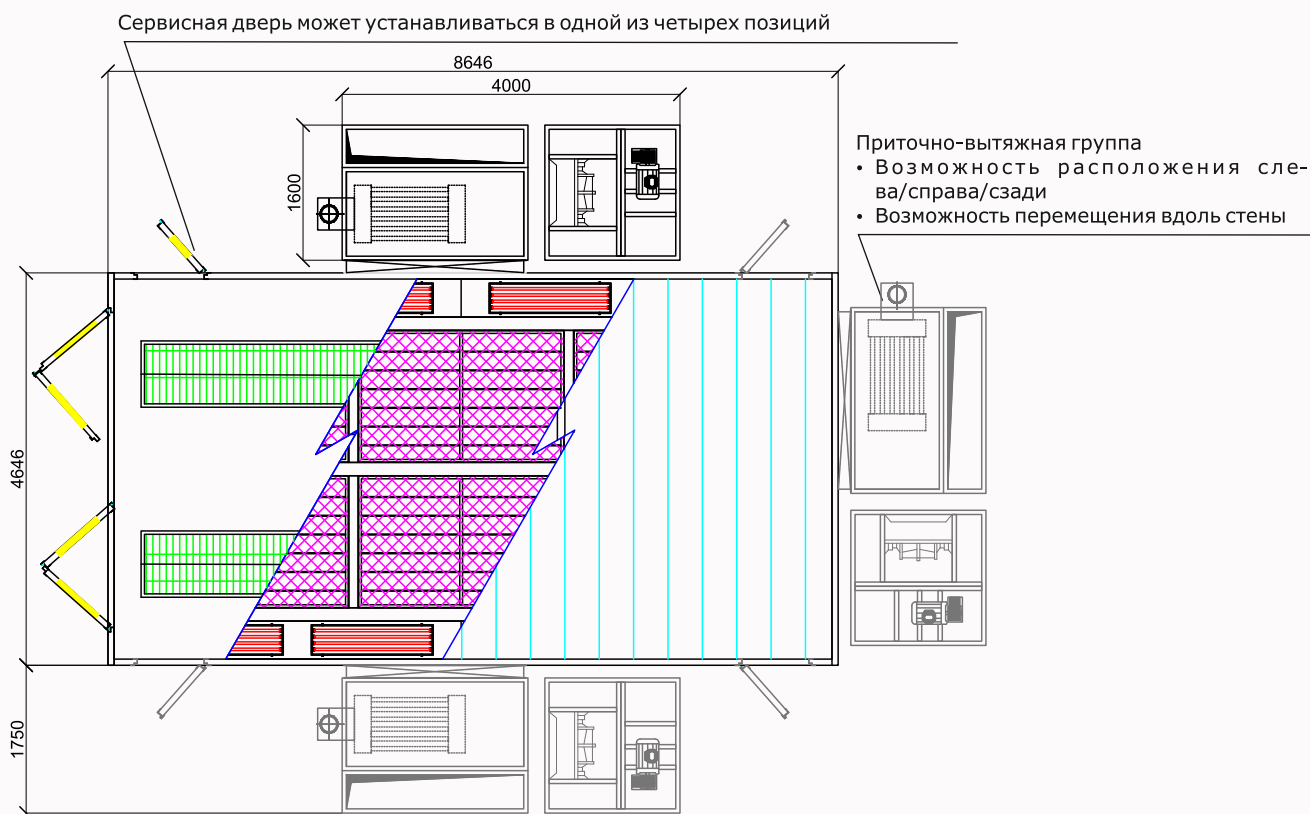 Сервисная дверь может устанавливаться в одной из четырех позиций
8646
4000
Приточно-вытяжная группа
• Возможность расположения сле-
ва/справа/сзади
• Возможность перемещения вдоль стены
1600
4646
1750